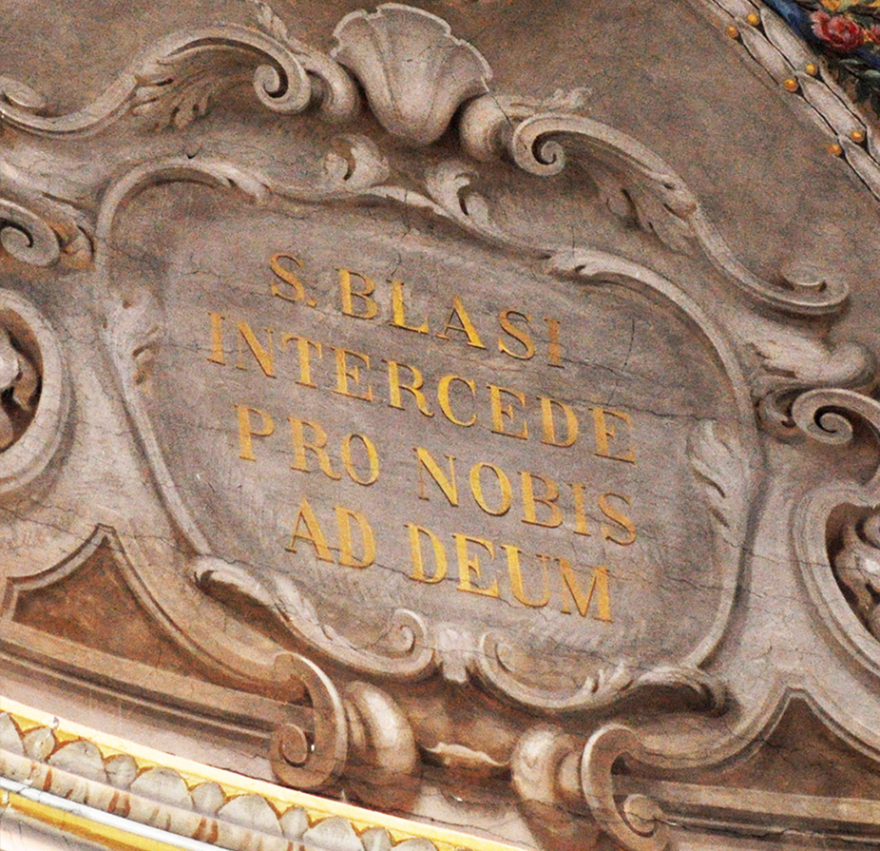 S. BLASI
INTERCEDE
PRO NOBIS
AD DEUM